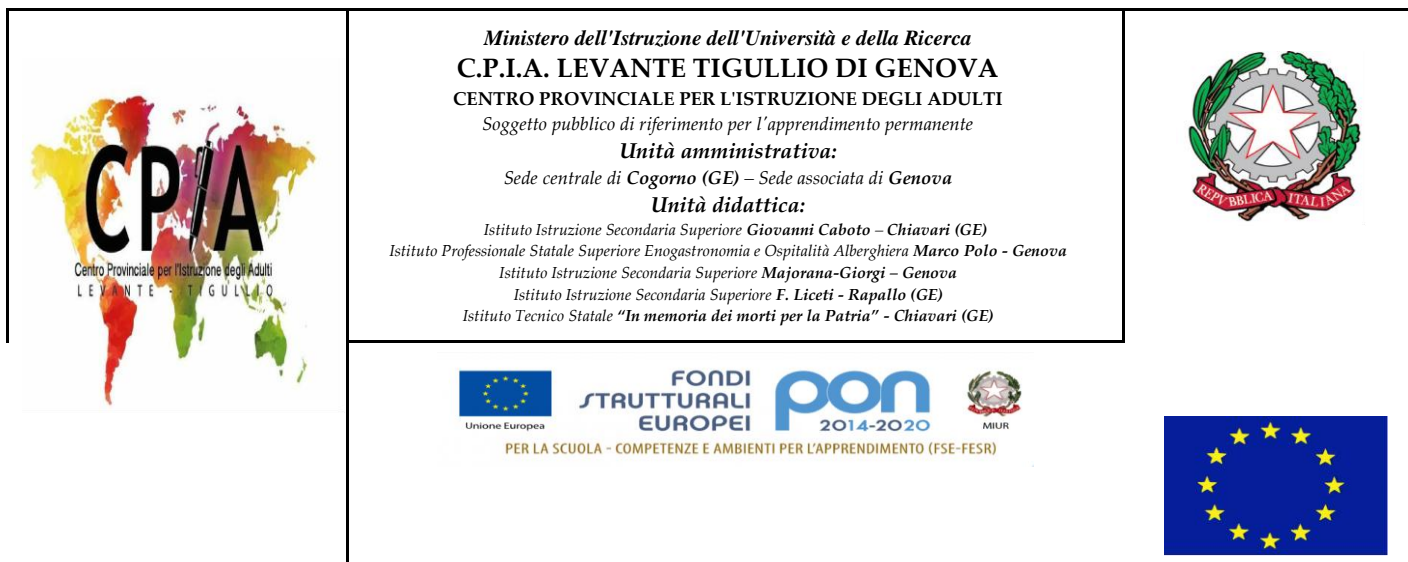 CPIA
Centro Provinciale per l'Istruzione degli Adulti
LEVANTE - TIGULLIO
Ministero dell'Istruzione dell'Università e della Ricerca
C.P.I.A. LEVANTE TIGULLIO DI GENOVA
CENTRO PROVINCIALE PER L'ISTRUZIONE DEGLI ADULTI
Soggetto pubblico di riferimento per l'apprendimento permanente
Unità amministrativa:
Sede centrale di Cogorno (GE) – Sede associata di Genova
Unità didattica:
Istituto Istruzione Secondaria Superiore Giovanni Caboto – Chiavari (GE)
Istituto Professionale Statale Superiore Enogastronomia e Ospitalità Alberghiera Marco Polo - Genova
Istituto Istruzione Secondaria Superiore Majorana-Giorgi – Genova
Istituto Istruzione Secondaria Superiore F. Liceti - Rapallo (GE)
Istituto Tecnico Statale “In memoria dei morti per la Patria” - Chiavari (GE)
REPVBBLICA ITALIANA
Unione Europea
FONDI
STRUTTURALI
EUROPEI
pon
2014-2020
MIUR
PER LA SCUOLA - COMPETENZE E AMBIENTI PER L'APPRENDIMENTO (FSE-FESR)